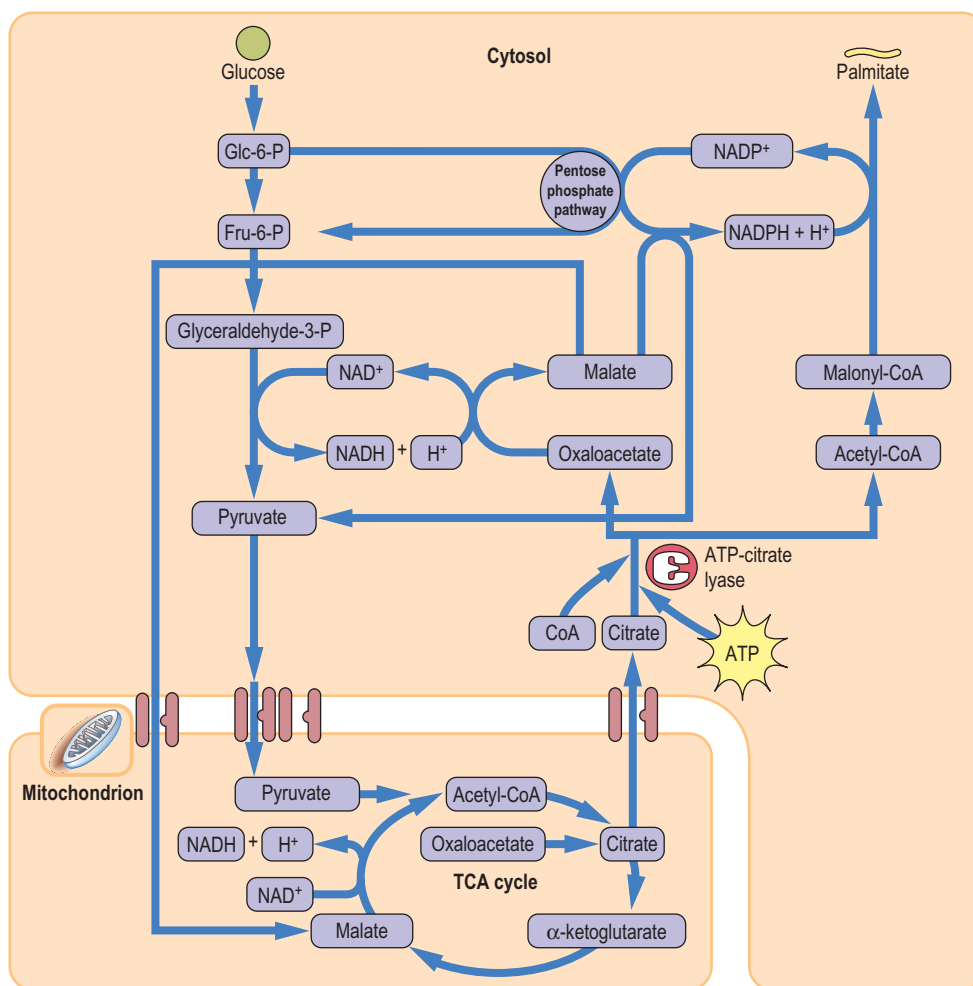 Cytosol
Glucose
Palmitate
Glc-6-P
NADP⁺
Pentose
phosphate
pathway
Fru-6-P
NADPH + H⁺
Glyceraldehyde-3-P
NAD⁺
Malate
Malonyl-CoA
NADH + H⁺
Oxaloacetate
Acetyl-CoA
Pyruvate
ATP-citrate
lyase
CoA
Citrate
ATP
Mitochondrion
Pyruvate
Acetyl-CoA
NADH + H⁺
Oxaloacetate
Citrate
TCA cycle
NAD⁺
Malate
α-ketoglutarate